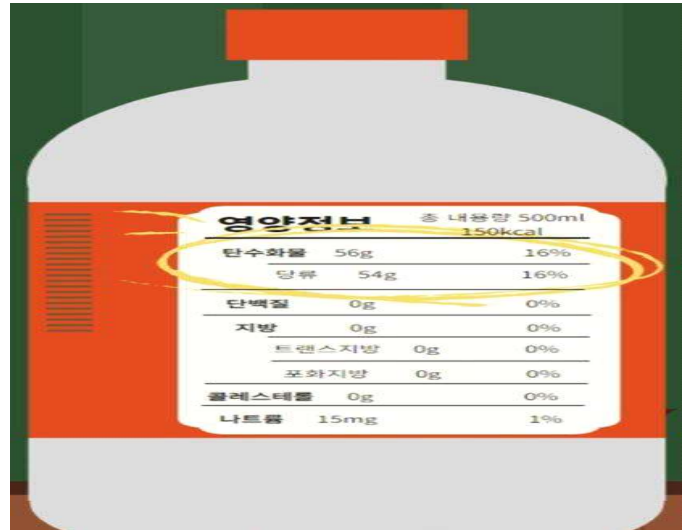 영양정보 총 내용량 500ml
150kcal
탄수화물 56g 16%
당류 54g 16%
단백질 0g 0%
지방 0g 0%
트랜스지방 0g 0%
포화지방 0g 0%
콜레스테롤 0g 0%
나트륨 15mg 1%